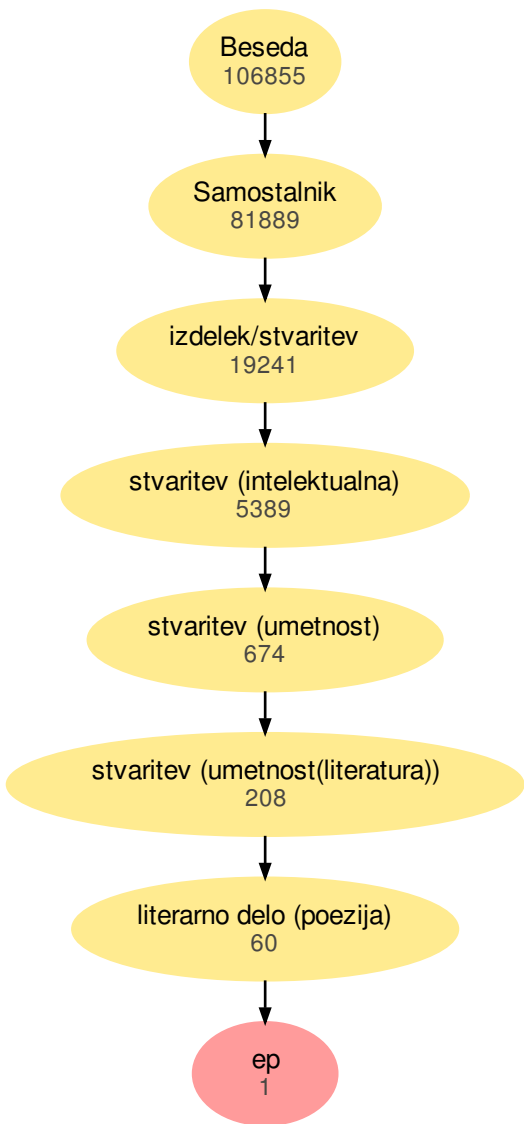 Beseda
106855
Samostalnik
81889
izdelek/stvaritev
19241
stvaritev (intelektualna)
5389
stvaritev (umetnost)
674
stvaritev (umetnost(literatura))
208
literarno delo (poezija)
60
ep
1